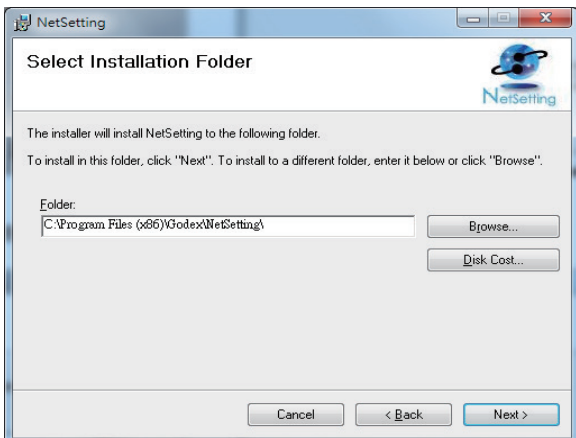 NetSetting
Select Installation Folder
NetSetting
The installer will install NetSetting to the following folder.
To install in this folder, click "Next". To install to a different folder, enter it below or click "Browse".
Folder:
C:\Program Files (x86)\Godex\NetSetting\
Browse...
Disk Cost...
Cancel
< Back
Next >